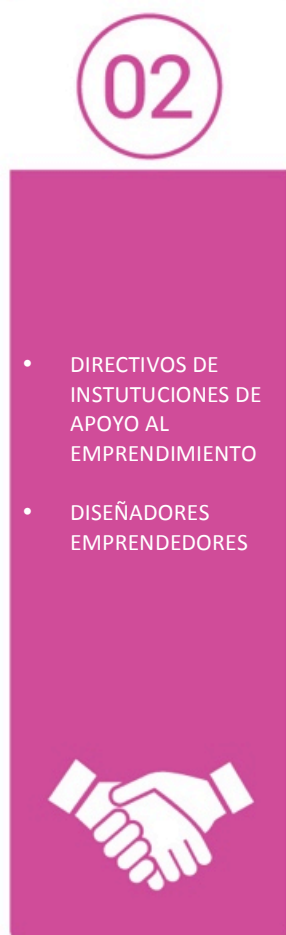 02
• DIRECTIVOS DE
INSTUTUCIONES DE
APOYO AL
EMPRENDIMIENTO
• DISEÑADORES
EMPRENDEDORES